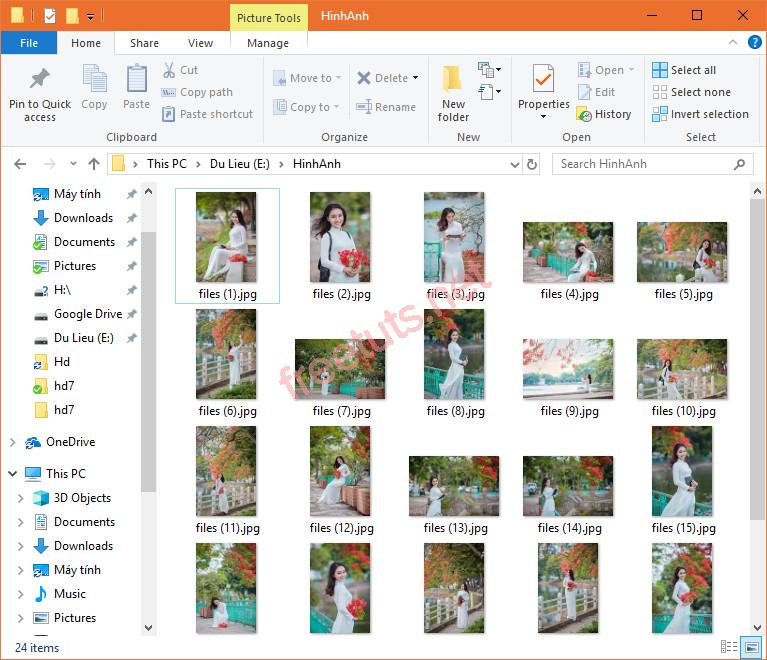 Picture Tools HinhAnh
File Home Share View Manage
Pin to Quick access
Copy
Paste
Cut
Copy path
Paste shortcut
Clipboard
Move to
Copy to
Delete
Rename
Organize
New folder
New
Properties
Open
Edit
History
Open
Select all
Select none
Invert selection
Select
This PC Du Lieu (E:) HinhAnh
Search HinhAnh
Máy tính
Downloads
Documents
Pictures
H:\
Google Drive
Du Lieu (E:)
Hd
hd7
hd7
OneDrive
This PC
3D Objects
Documents
Downloads
Máy tính
Music
Pictures
files (1).jpg files (2).jpg files (3).jpg files (4).jpg files (5).jpg
files (6).jpg files (7).jpg files (8).jpg files (9).jpg files (10).jpg
files (11).jpg files (12).jpg files (13).jpg files (14).jpg files (15).jpg
freetuts.net
24 items